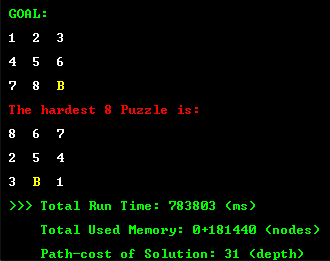 GOAL:
1 2 3
4 5 6
7 8 B
The hardest 8 Puzzle is:
8 6 7
2 5 4
3 B 1
>>> Total Run Time: 783803 (ms)
Total Used Memory: 0+181440 (nodes)
Path-cost of Solution: 31 (depth)